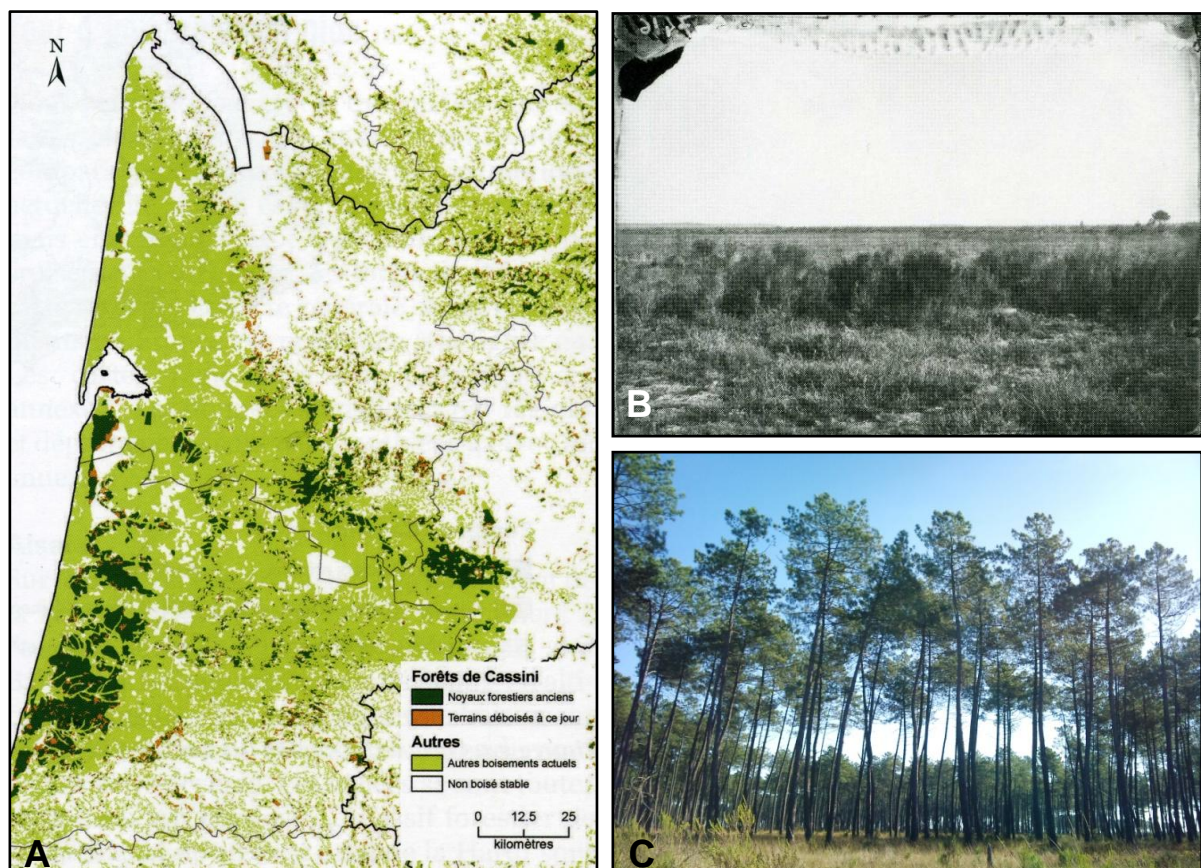 N
Forêts de Cassini
Noyaux forestiers anciens
Terrains déboisés à ce jour
Autres
Autres boisements actuels
Non boisé stable
0 12.5 25
kilomètres
A
B
C